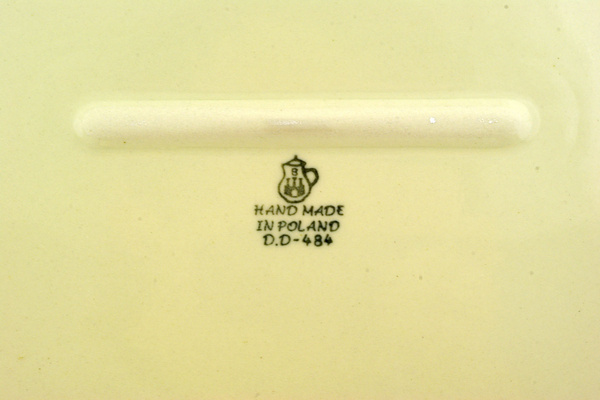 B
HAND MADE
IN POLAND
D.D-484